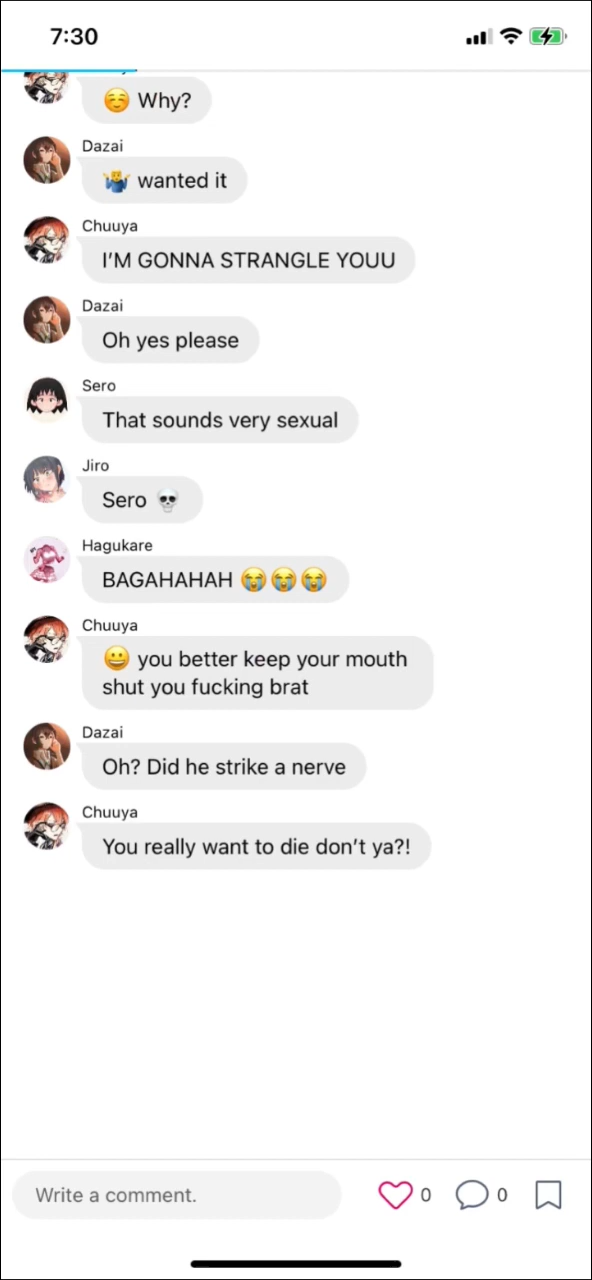 7:30
☺️ Why?
Dazai
🤷‍♂️ wanted it
Chuuya
I'M GONNA STRANGLE YOUU
Dazai
Oh yes please
Sero
That sounds very sexual
Jiro
Sero 💀
Hagukare
BAGAHAHAH 😭😭😭
Chuuya
😀 you better keep your mouth
shut you fucking brat
Dazai
Oh? Did he strike a nerve
Chuuya
You really want to die don't ya?!
Write a comment.
0
0